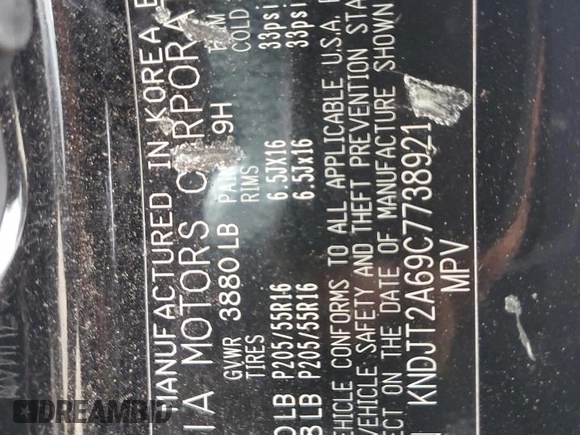 MANUFACTURED IN KOREA
IA MOTORS CORPORAT
GVWR 3880 LB 9H COLD
TIRES RIMS
LB P205/55R16 6.5JX16 33psi
B LB P205/55R16 6.5Jx16 33psi
EHICLE CONFORMS TO ALL APPLICABLE U.S.A.
VEHICLE SAFETY AND THEFT PREVENTION STA
ECT ON THE DATE OF MANUFACTURE SHOWN
KNDJT2A69C7738921
MPV
DREAMBID